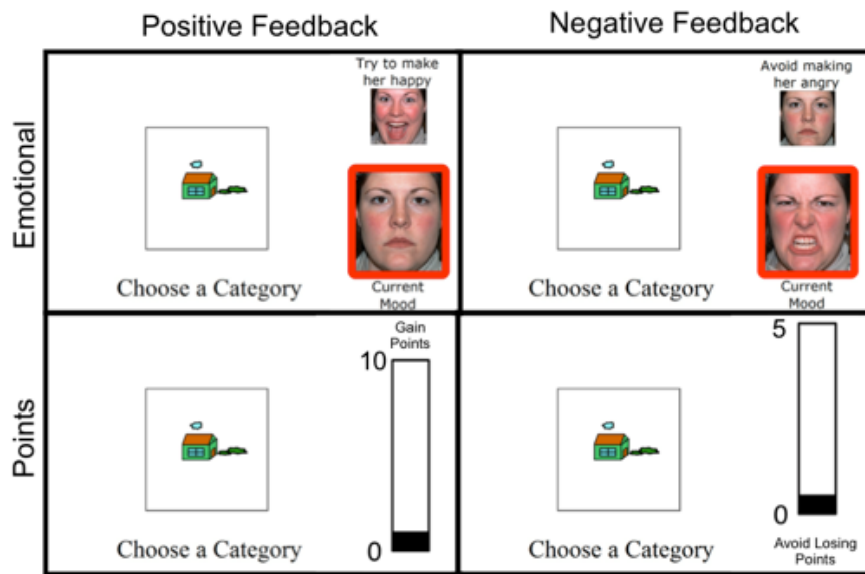 Positive Feedback
Negative Feedback
Emotional
Try to make
her happy
Choose a Category
Current
Mood
Avoid making
her angry
Choose a Category
Current
Mood
Points
Gain
Points
10
0
Choose a Category
5
0
Choose a Category
Avoid Losing
Points